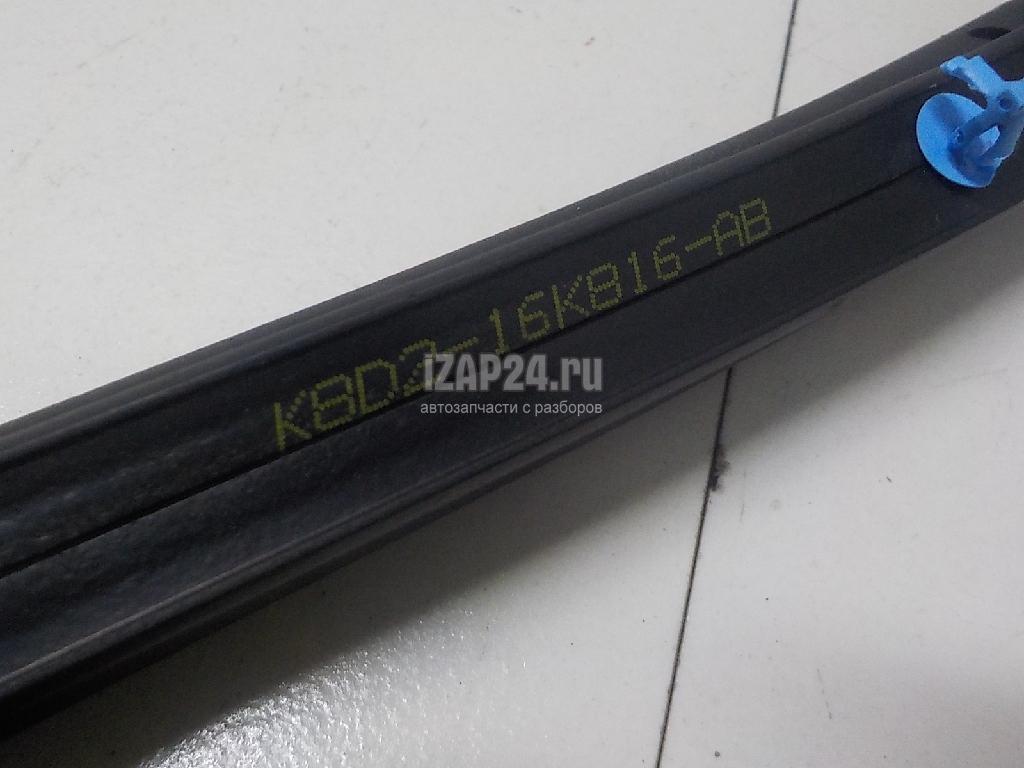 K8D2-16K816-AB
iZAP24.ru
автозапчасти с разборов